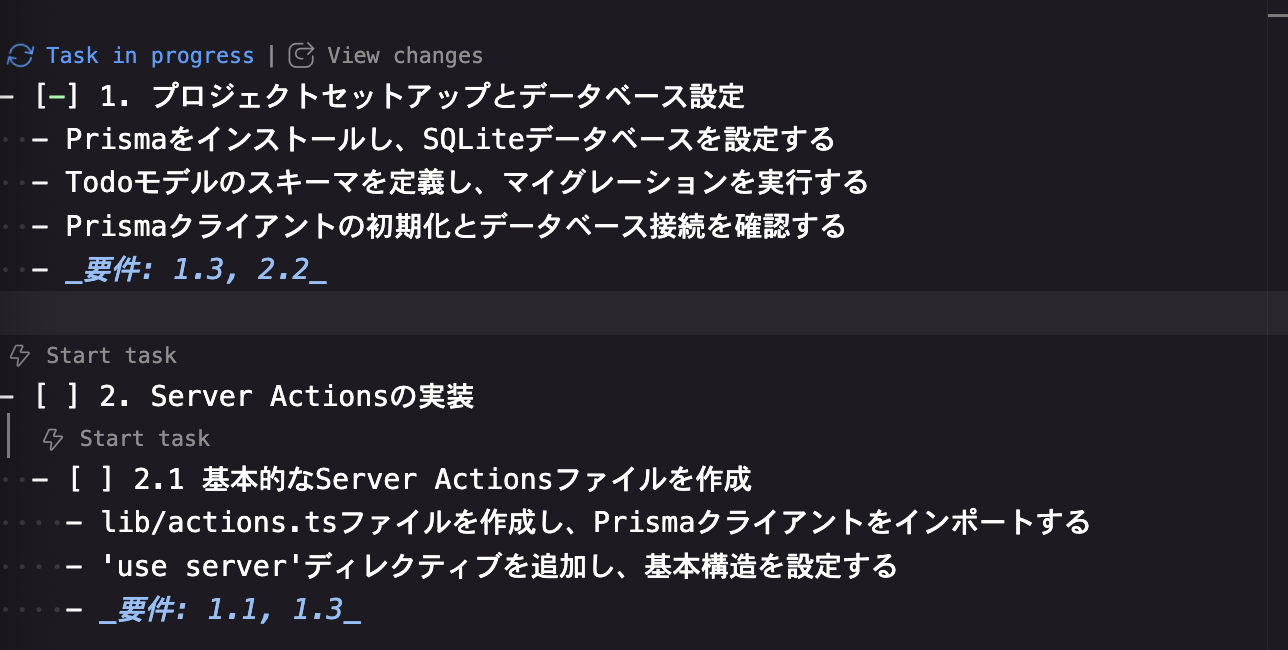 Task in progress | View changes
- [-] 1. プロジェクトセットアップとデータベース設定
- Prismaをインストールし、SQLiteデータベースを設定する
- Todoモデルのスキーマを定義し、マイグレーションを実行する
- Prismaクライアントの初期化とデータベース接続を確認する
- _要件: 1.3, 2.2_
Start task
- [ ] 2. Server Actionsの実装
Start task
- [ ] 2.1 基本的なServer Actionsファイルを作成
- lib/actions.tsファイルを作成し、Prismaクライアントをインポートする
- 'use server'ディレクティブを追加し、基本構造を設定する
- _要件: 1.1, 1.3_